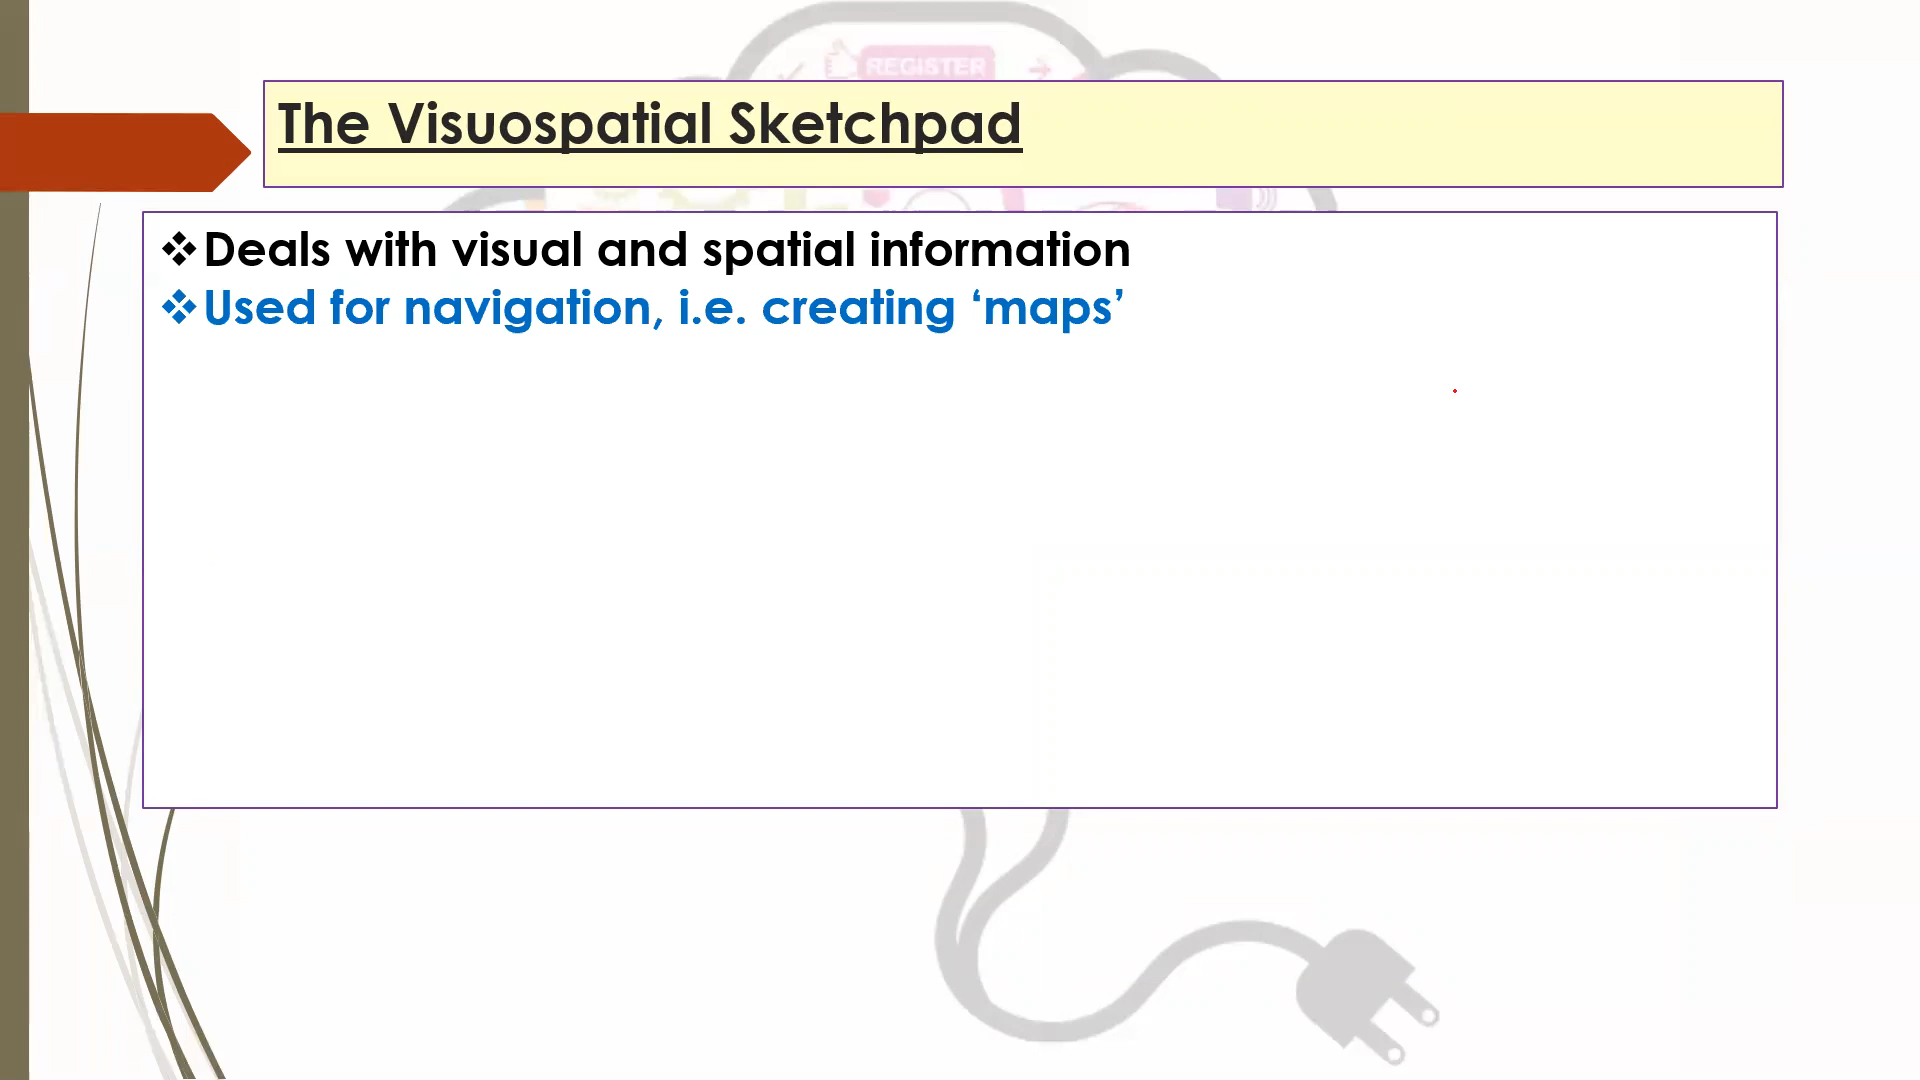 REGISTER
The Visuospatial Sketchpad
❖Deals with visual and spatial information
❖Used for navigation, i.e. creating ‘maps’